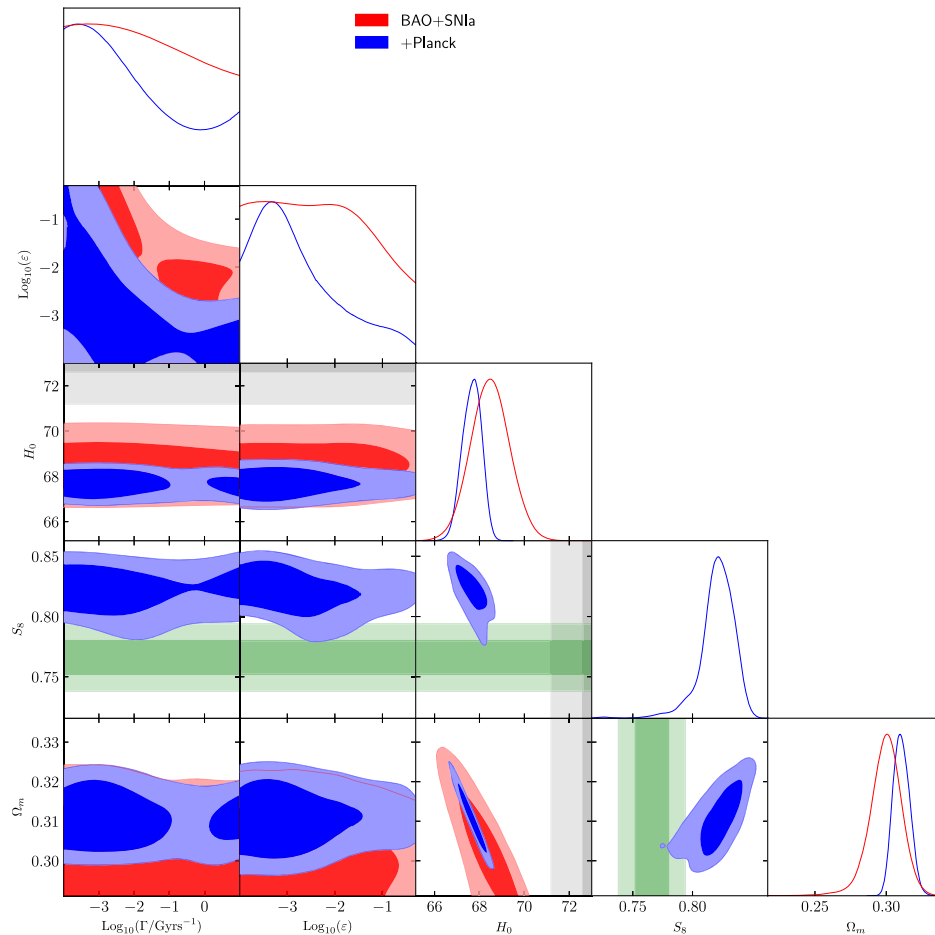 BAO+SNIa
+Planck
Log₁₀(ε)
−1
−2
−3
H₀
72
70
68
66
S₈
0.85
0.80
0.75
Ωₘ
0.33
0.32
0.31
0.30
−3 −2 −1 0
−3 −2 −1
66 68 70 72
0.75 0.80
0.25 0.30
Log₁₀(Γ/Gyrs⁻¹) Log₁₀(ε) H₀ S₈ Ωₘ